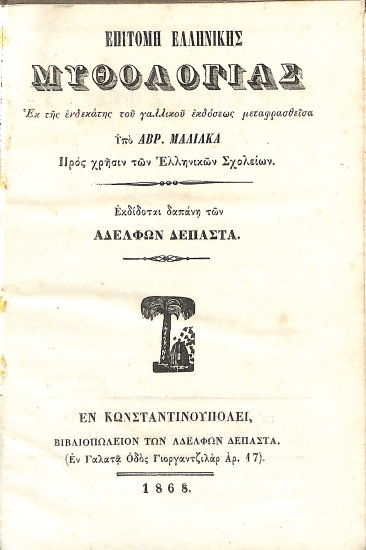 ΕΠΙΤΟΜΗ ΕΛΛΗΝΙΚΗΣ
ΜΥΘΟΛΟΓΙΑΣ
Ἐκ τῆς ἑνδεκάτης τοῦ γαλλικοῦ ἐκδόσεως μεταφρασθεῖσα
Ὑπὸ ΑΒΡ. ΜΑΛΙΑΚΑ
Πρὸς χρῆσιν τῶν Ἑλληνικῶν Σχολείων.
Ἐκδίδοται δαπάνῃ τῶν
ΑΔΕΛΦΩΝ ΔΕΠΑΣΤΑ.
ΕΝ ΚΩΝΣΤΑΝΤΙΝΟΥΠΟΛΕΙ,
ΒΙΒΛΙΟΠΩΛΕΙΟΝ ΤΩΝ ΑΔΕΛΦΩΝ ΔΕΠΑΣΤΑ.
(Ἐν Γαλατᾷ Ὁδὸς Γιοργαντζιλὰρ Ἀρ. 17).
1868.